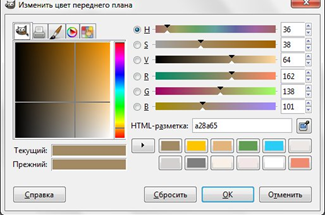 Изменить цвет переднего плана
H 36
S 38
V 64
R 162
G 138
B 101
HTML-разметка: a28a65
Текущий:
Прежний:
Справка Сбросить OK Отменить